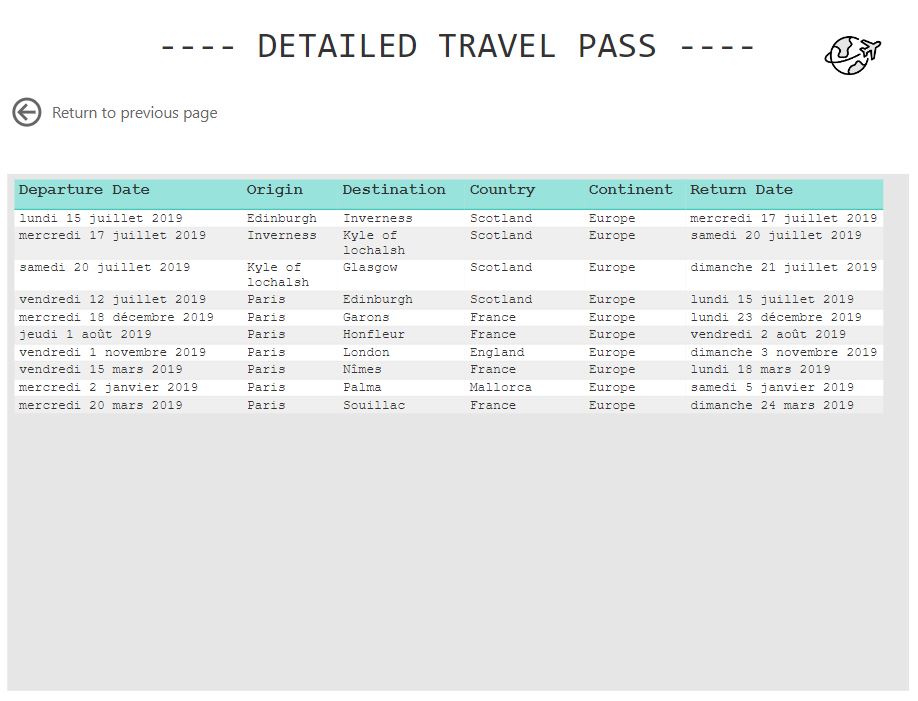 ---- DETAILED TRAVEL PASS ----
Return to previous page
Departure Date Origin Destination Country Continent Return Date
lundi 15 juillet 2019 Edinburgh Inverness Scotland Europe mercredi 17 juillet 2019
mercredi 17 juillet 2019 Inverness Kyle of Scotland Europe samedi 20 juillet 2019
lochalsh
samedi 20 juillet 2019 Kyle of Glasgow Scotland Europe dimanche 21 juillet 2019
lochalsh
vendredi 12 juillet 2019 Paris Edinburgh Scotland Europe lundi 15 juillet 2019
mercredi 18 décembre 2019 Paris Garons France Europe lundi 23 décembre 2019
jeudi 1 août 2019 Paris Honfleur France Europe vendredi 2 août 2019
vendredi 1 novembre 2019 Paris London England Europe dimanche 3 novembre 2019
vendredi 15 mars 2019 Paris Nîmes France Europe lundi 18 mars 2019
mercredi 2 janvier 2019 Paris Palma Mallorca Europe samedi 5 janvier 2019
mercredi 20 mars 2019 Paris Souillac France Europe dimanche 24 mars 2019